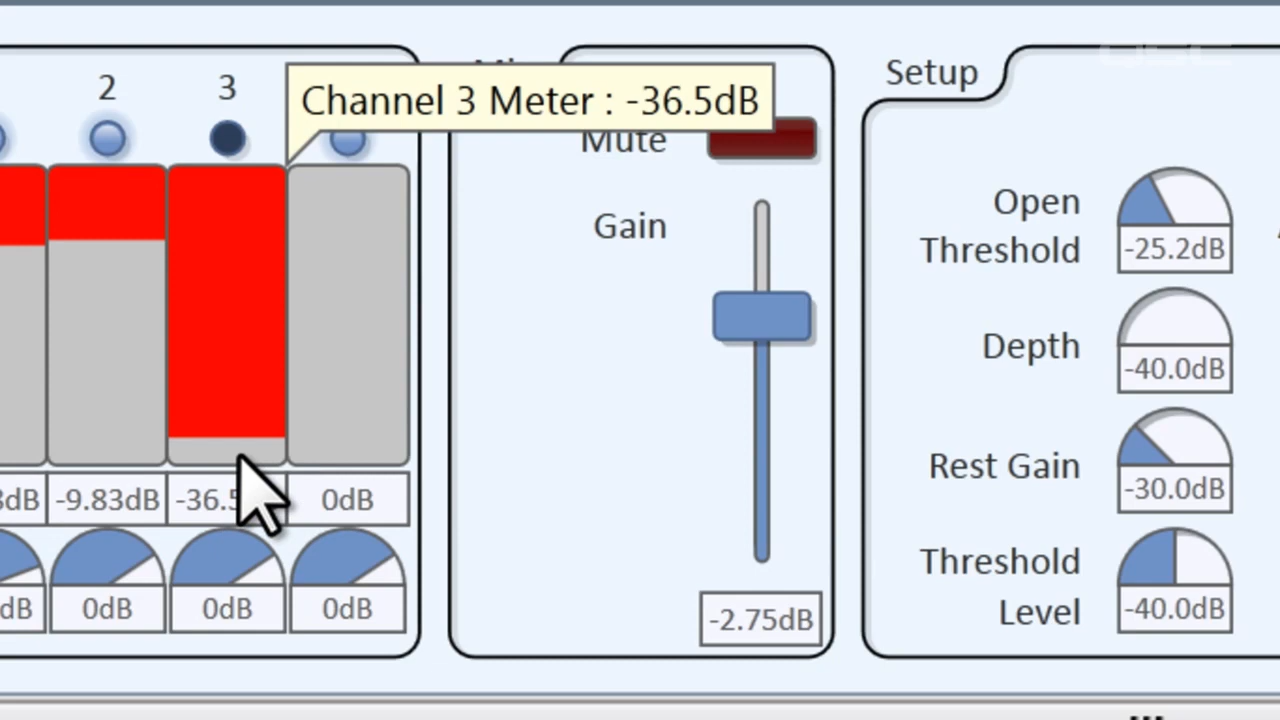 2
3
Channel 3 Meter : -36.5dB
Mute
Gain
-9.83dB
0dB
0dB
0dB
0dB
-2.75dB
Setup
Open
Threshold
-25.2dB
Depth
-40.0dB
Rest Gain
-30.0dB
Threshold
Level
-40.0dB
QSC